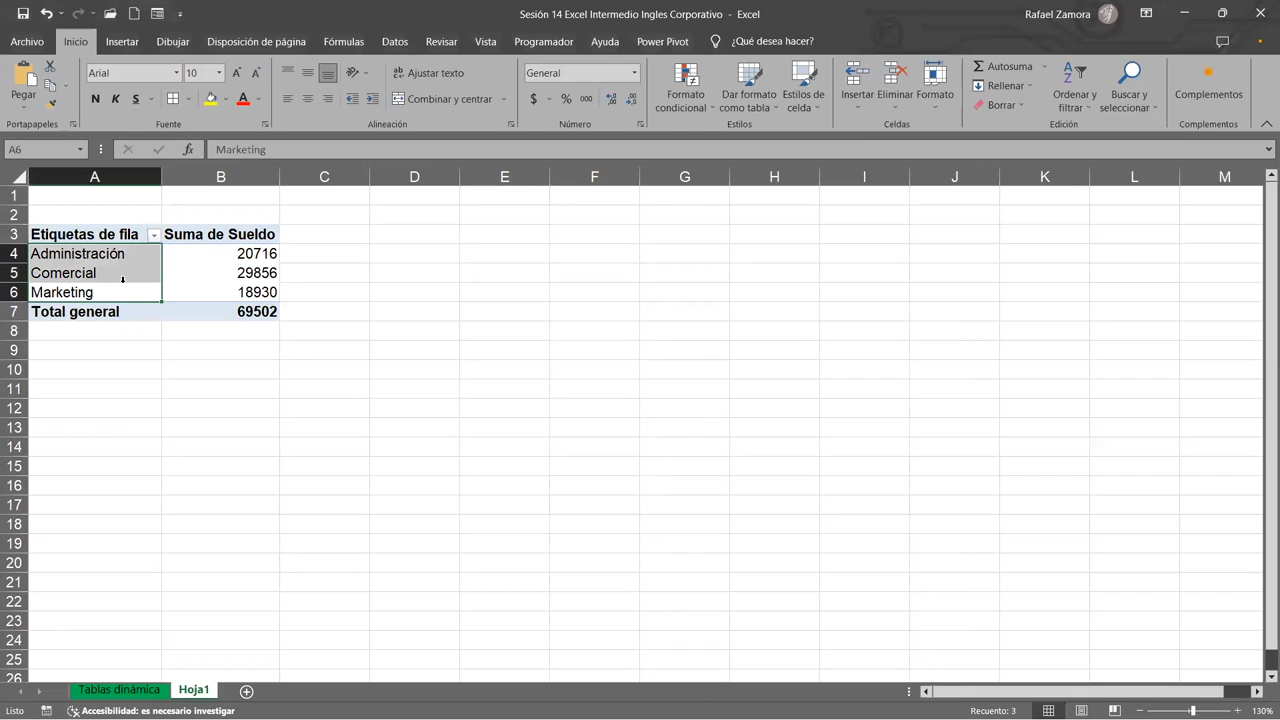 Sesión 14 Excel Intermedio Ingles Corporativo - Excel
Rafael Zamora
Archivo Inicio Insertar Dibujar Disposición de página Fórmulas Datos Revisar Vista Programador Ayuda Power Pivot ¿Qué desea hacer?
Pegar
Arial 10
N K S
Ajustar texto
Combinar y centrar
General
$ % 000
Formato condicional
Dar formato como tabla
Estilos de celda
Insertar Eliminar Formato
Autosuma
Rellenar
Borrar
Ordenar y filtrar
Buscar y seleccionar
Complementos
Portapapeles Fuente Alineación Número Estilos Celdas Edición Complementos
A6 fx Marketing
A B C D E F G H I J K L M
1
2
3 Etiquetas de fila Suma de Sueldo
4 Administración 20716
5 Comercial 29856
6 Marketing 18930
7 Total general 69502
8
9
10
11
12
13
14
15
16
17
18
19
20
21
22
23
24
25
26
Tablas dinámica Hoja1
Listo Accesibilidad: es necesario investigar Recuento: 3 130%